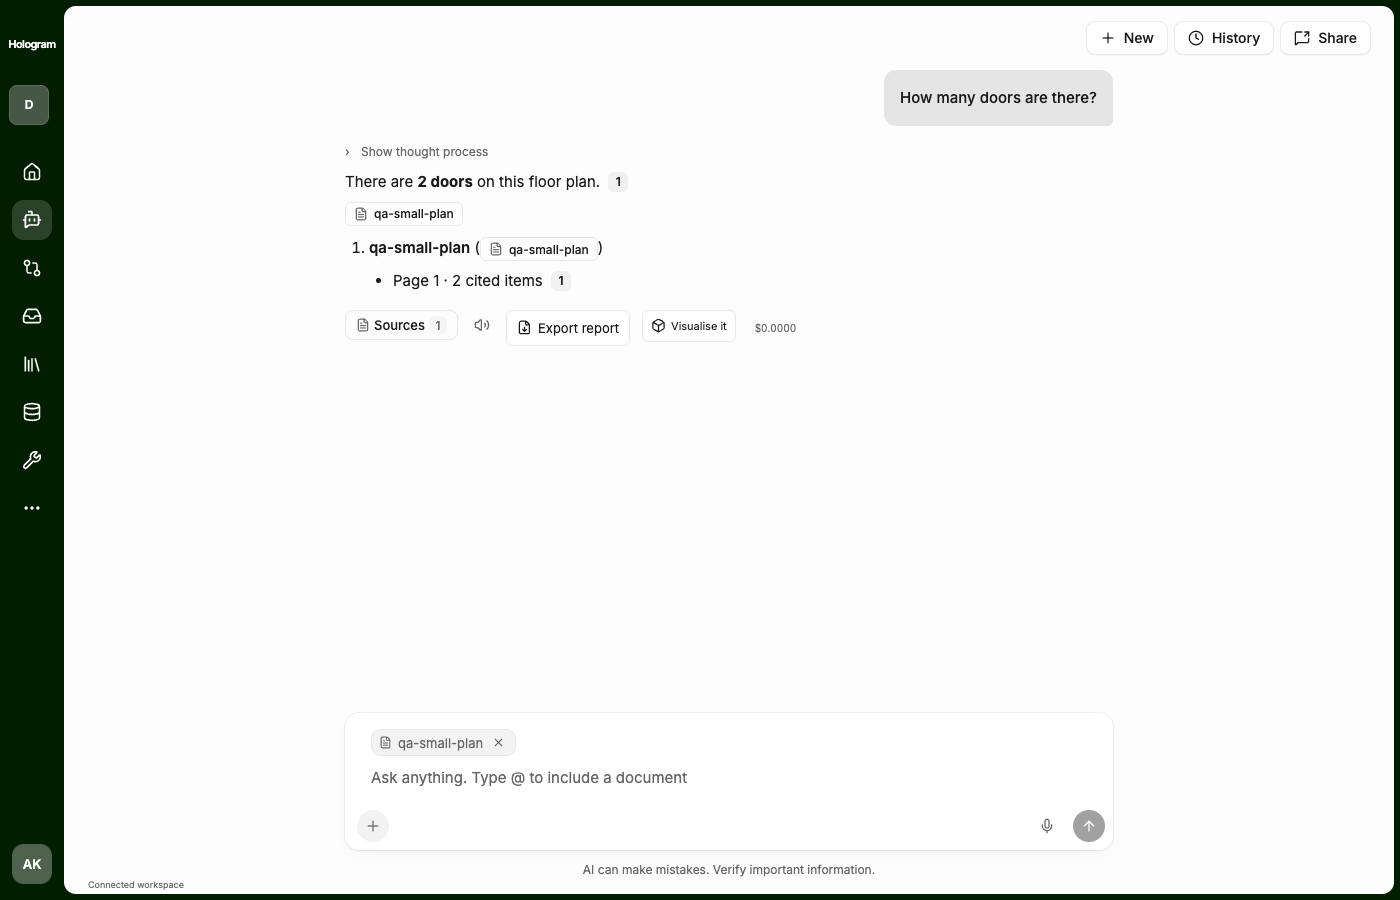 Hologram
New
History
Share
D
How many doors are there?
Show thought process
There are 2 doors on this floor plan. 1
qa-small-plan
1. qa-small-plan ( qa-small-plan )
• Page 1 · 2 cited items 1
Sources 1
Export report
Visualise it
$0.0000
qa-small-plan
Ask anything. Type @ to include a document
AK
AI can make mistakes. Verify important information.
Connected workspace